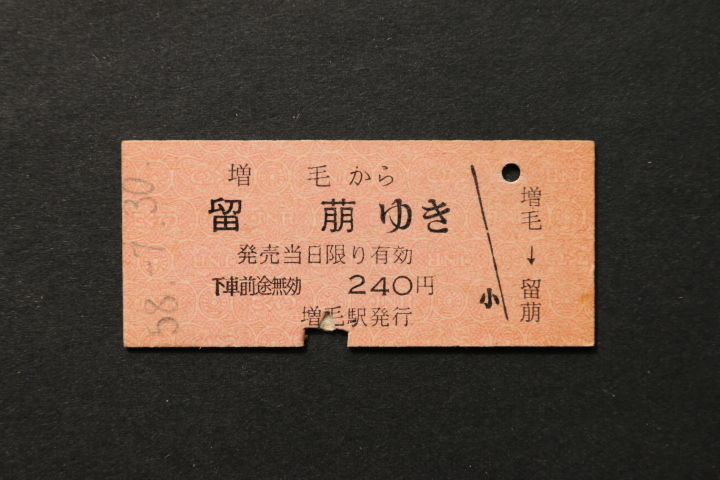 58.-7.30.
増毛から
留萠ゆき
発売当日限り有効
下車前途無効 240円
増毛駅発行
小
増毛→留萠